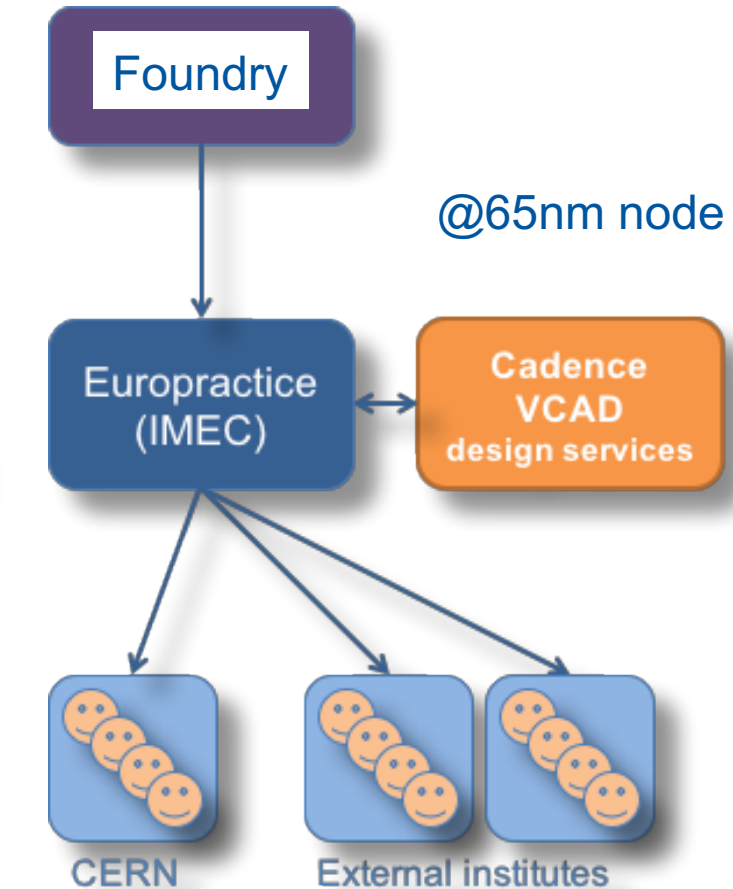 Foundry
@65nm node
Europractice
(IMEC)
Cadence
VCAD
design services
CERN
External institutes